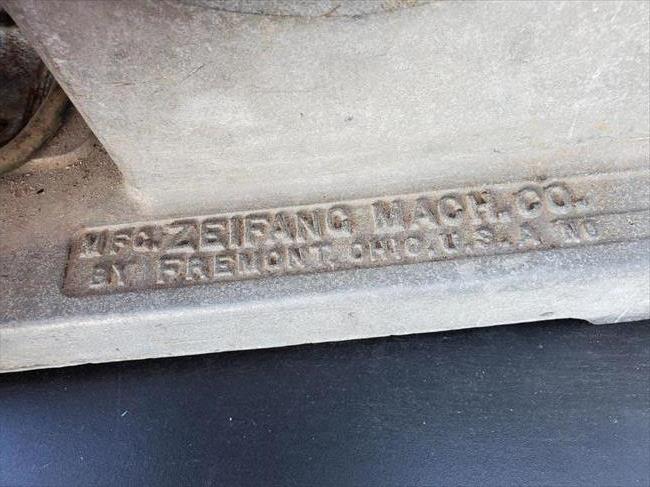 MFG. ZEIFANG MACH. CO.
BY FREMONT, OHIO, U.S.A NO